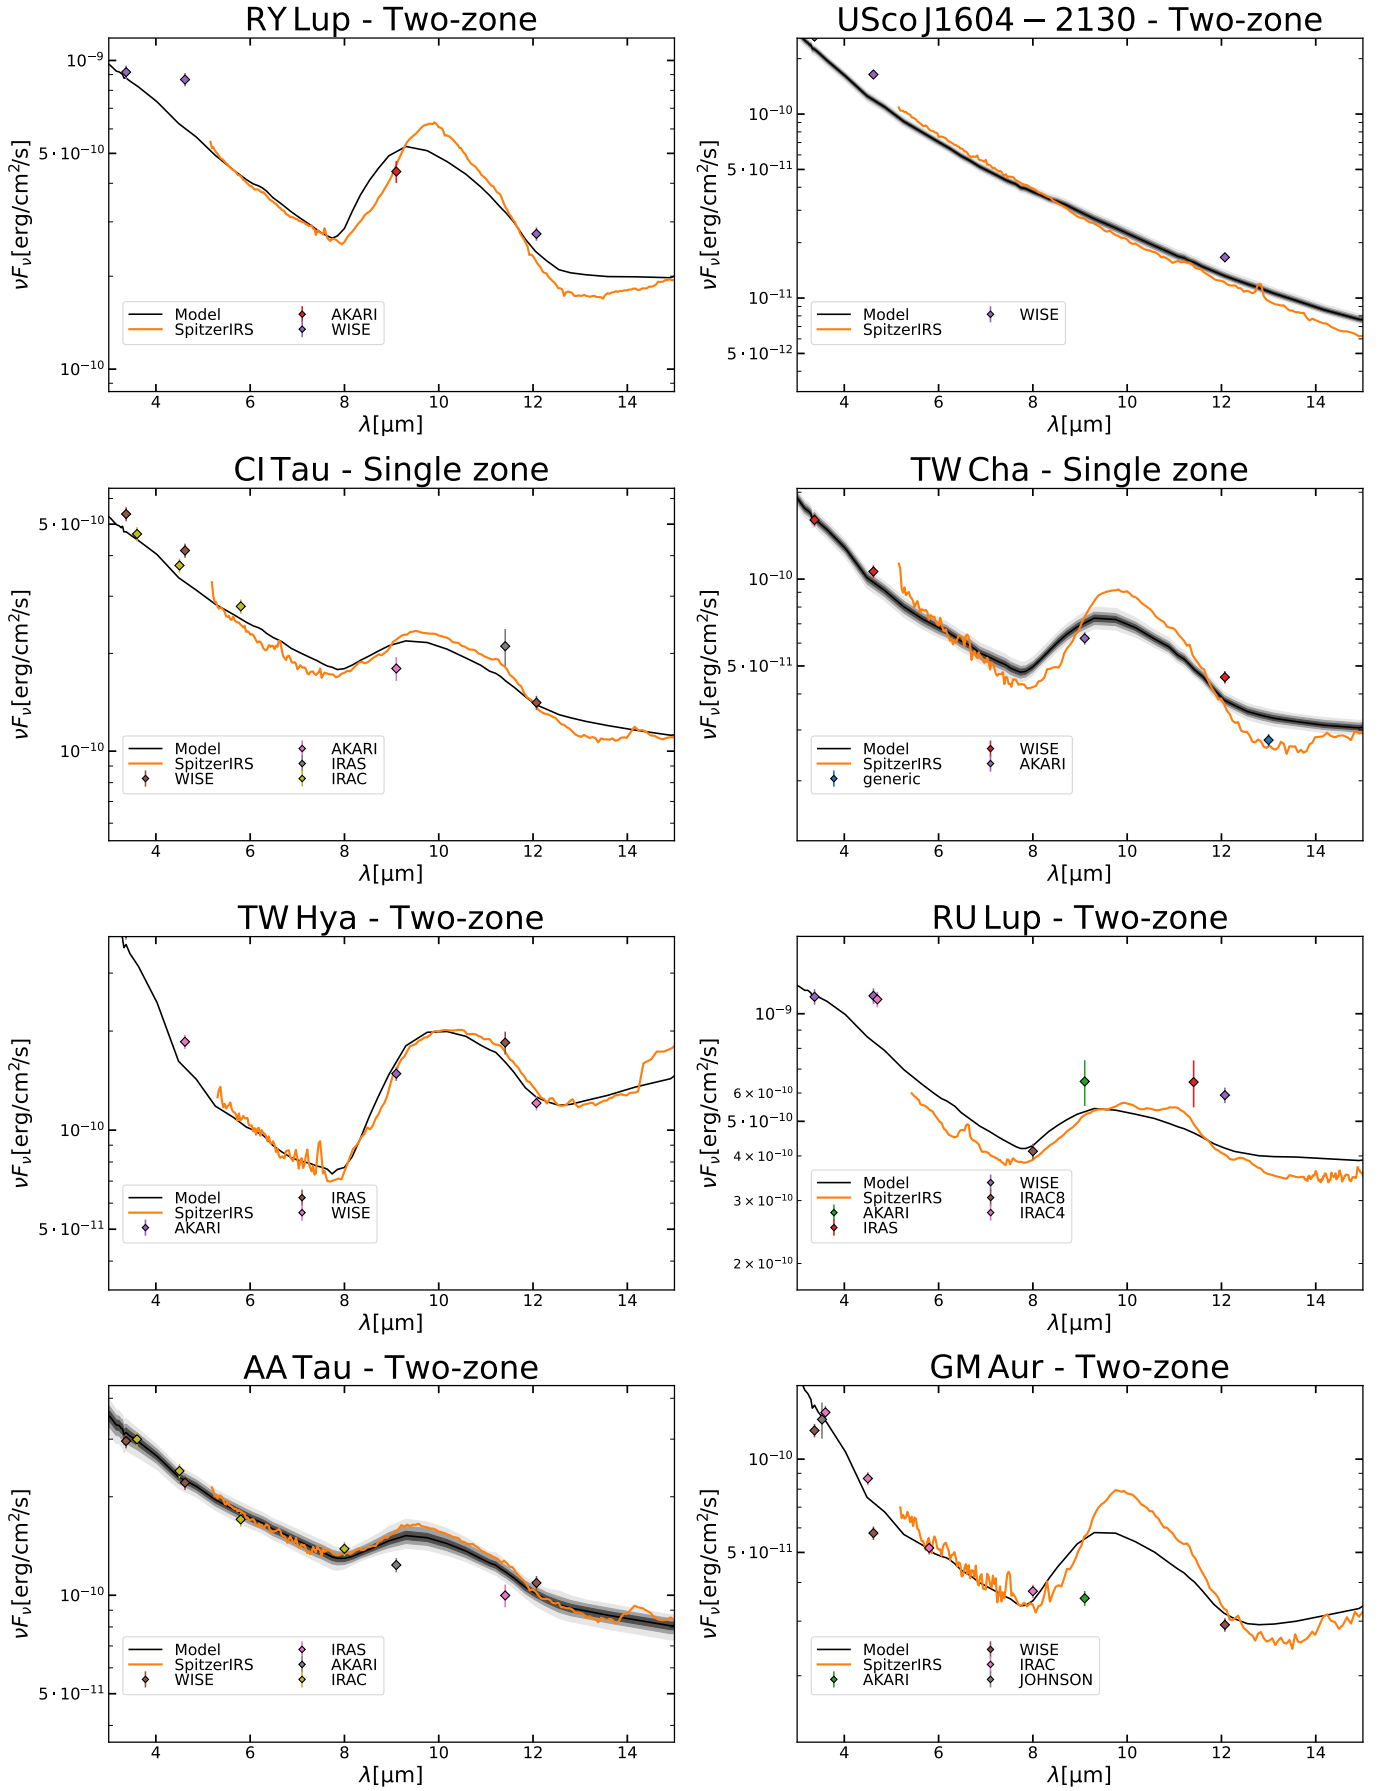 RY Lup - Two-zone
νFν[erg/cm²/s]
10⁻⁹
5·10⁻¹⁰
10⁻¹⁰
Model
SpitzerIRS
AKARI
WISE
4 6 8 10 12 14
λ[μm]
USco J1604 − 2130 - Two-zone
νFν[erg/cm²/s]
10⁻¹⁰
5·10⁻¹¹
10⁻¹¹
5·10⁻¹²
Model
SpitzerIRS
WISE
4 6 8 10 12 14
λ[μm]
CI Tau - Single zone
νFν[erg/cm²/s]
5·10⁻¹⁰
10⁻¹⁰
Model
SpitzerIRS
WISE
AKARI
IRAS
IRAC
4 6 8 10 12 14
λ[μm]
TW Cha - Single zone
νFν[erg/cm²/s]
10⁻¹⁰
5·10⁻¹¹
Model
SpitzerIRS
generic
WISE
AKARI
4 6 8 10 12 14
λ[μm]
TW Hya - Two-zone
νFν[erg/cm²/s]
10⁻¹⁰
5·10⁻¹¹
Model
SpitzerIRS
AKARI
IRAS
WISE
4 6 8 10 12 14
λ[μm]
RU Lup - Two-zone
νFν[erg/cm²/s]
10⁻⁹
6×10⁻¹⁰
5·10⁻¹⁰
4×10⁻¹⁰
3×10⁻¹⁰
2×10⁻¹⁰
Model
SpitzerIRS
AKARI
IRAS
WISE
IRAC8
IRAC4
4 6 8 10 12 14
λ[μm]
AA Tau - Two-zone
νFν[erg/cm²/s]
10⁻¹⁰
5·10⁻¹¹
Model
SpitzerIRS
WISE
IRAS
AKARI
IRAC
4 6 8 10 12 14
λ[μm]
GM Aur - Two-zone
νFν[erg/cm²/s]
10⁻¹⁰
5·10⁻¹¹
Model
SpitzerIRS
AKARI
WISE
IRAC
JOHNSON
4 6 8 10 12 14
λ[μm]